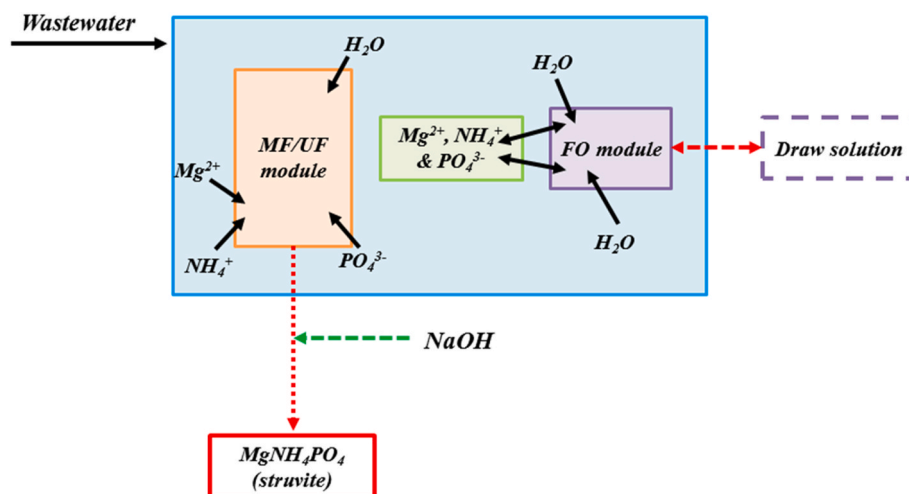 Wastewater
H₂O
H₂O
MF/UF
module
Mg²⁺, NH₄⁺
& PO₄³⁻
FO module
Draw solution
Mg²⁺
NH₄⁺
PO₄³⁻
H₂O
NaOH
MgNH₄PO₄
(struvite)